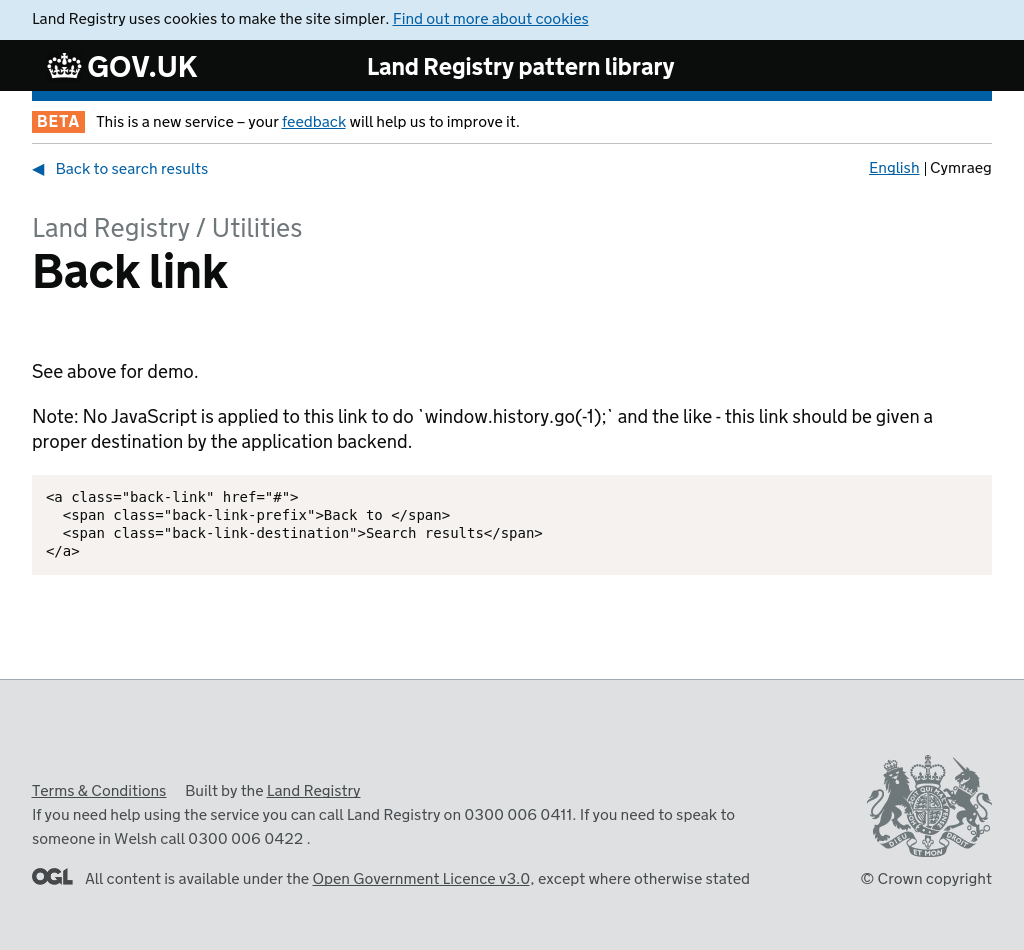 Land Registry uses cookies to make the site simpler. Find out more about cookies
GOV.UK
Land Registry pattern library
BETA This is a new service – your feedback will help us to improve it.
◀ Back to search results
English | Cymraeg
Land Registry / Utilities
Back link
See above for demo.
Note: No JavaScript is applied to this link to do `window.history.go(-1);` and the like - this link should be given a
proper destination by the application backend.
<a class="back-link" href="#">
  <span class="back-link-prefix">Back to </span>
  <span class="back-link-destination">Search results</span>
</a>
Terms & Conditions Built by the Land Registry
If you need help using the service you can call Land Registry on 0300 006 0411. If you need to speak to
someone in Welsh call 0300 006 0422 .
OGL All content is available under the Open Government Licence v3.0, except where otherwise stated
DIEU ET MON DROIT
© Crown copyright